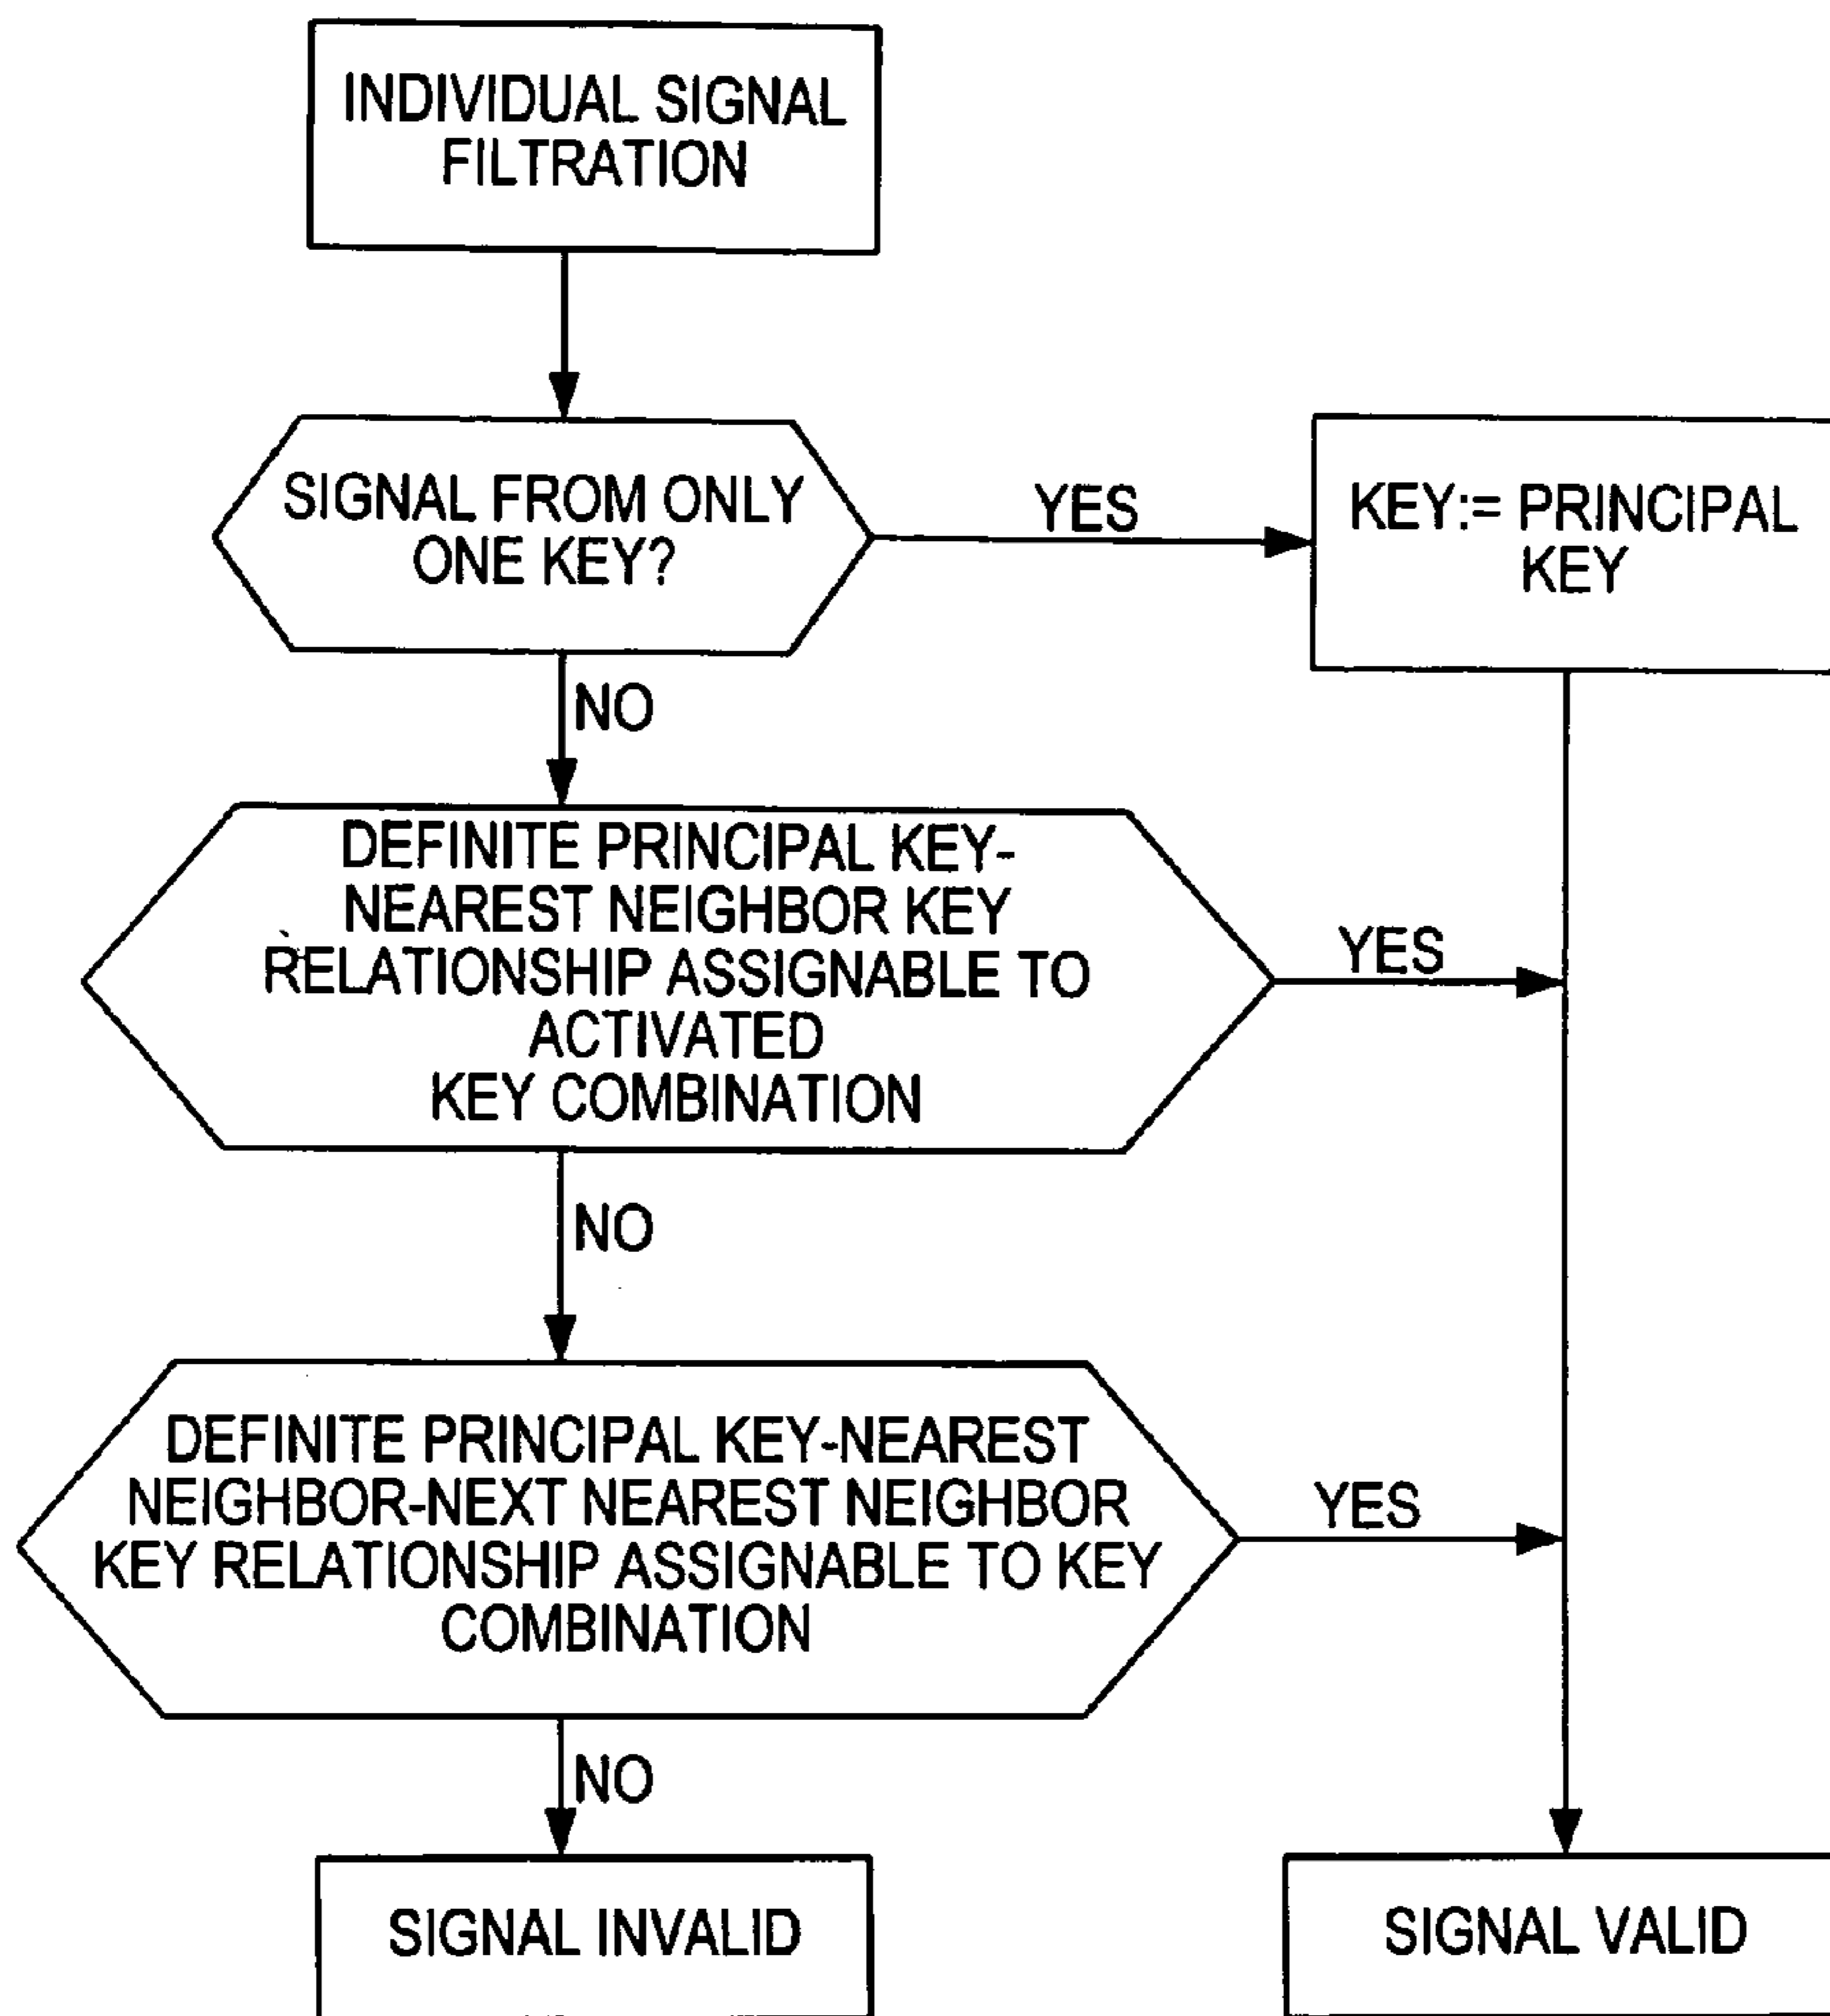 INDIVIDUAL SIGNAL
FILTRATION
SIGNAL FROM ONLY
ONE KEY?
YES
KEY:= PRINCIPAL
KEY
NO
DEFINITE PRINCIPAL KEY-
NEAREST NEIGHBOR KEY
RELATIONSHIP ASSIGNABLE TO
ACTIVATED
KEY COMBINATION
YES
NO
DEFINITE PRINCIPAL KEY-NEAREST
NEIGHBOR-NEXT NEAREST NEIGHBOR
KEY RELATIONSHIP ASSIGNABLE TO KEY
COMBINATION
YES
NO
SIGNAL INVALID
SIGNAL VALID